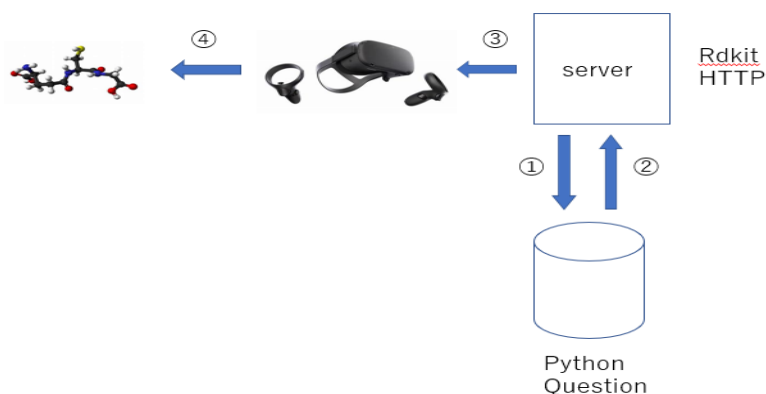 ④
③
server
Rdkit
HTTP
①
②
Python
Question